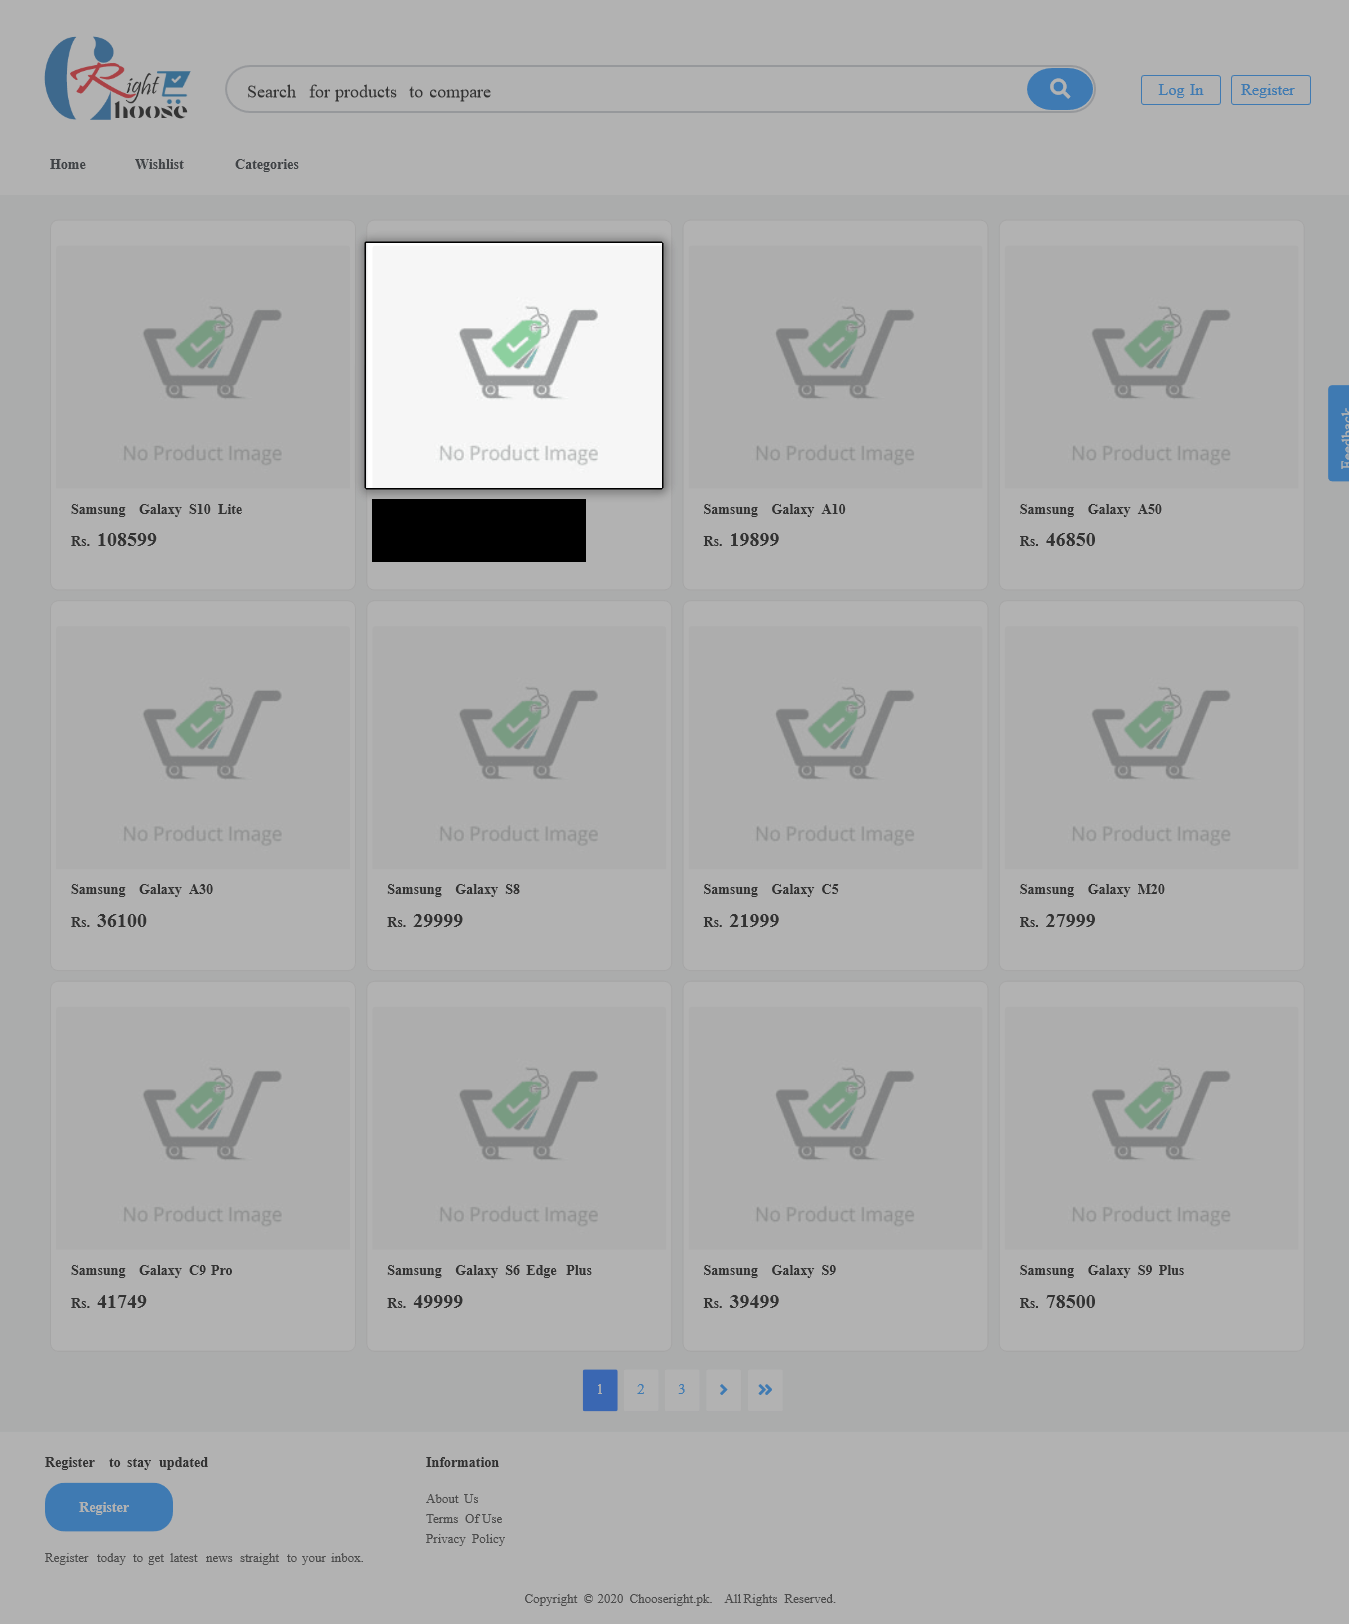 Right
Choose
Search for products to compare
Log In
Register
Home
Wishlist
Categories
No Product Image
No Product Image
No Product Image
No Product Image
Feedback
Samsung Galaxy S10 Lite
Samsung Galaxy A10
Samsung Galaxy A50
Rs. 108599
Rs. 19899
Rs. 46850
No Product Image
No Product Image
No Product Image
No Product Image
Samsung Galaxy A30
Samsung Galaxy S8
Samsung Galaxy C5
Samsung Galaxy M20
Rs. 36100
Rs. 29999
Rs. 21999
Rs. 27999
No Product Image
No Product Image
No Product Image
No Product Image
Samsung Galaxy C9 Pro
Samsung Galaxy S6 Edge Plus
Samsung Galaxy S9
Samsung Galaxy S9 Plus
Rs. 41749
Rs. 49999
Rs. 39499
Rs. 78500
1
2
3
Register to stay updated
Information
Register
About Us
Terms Of Use
Privacy Policy
Register today to get latest news straight to your inbox.
Copyright © 2020 Chooseright.pk. All Rights Reserved.